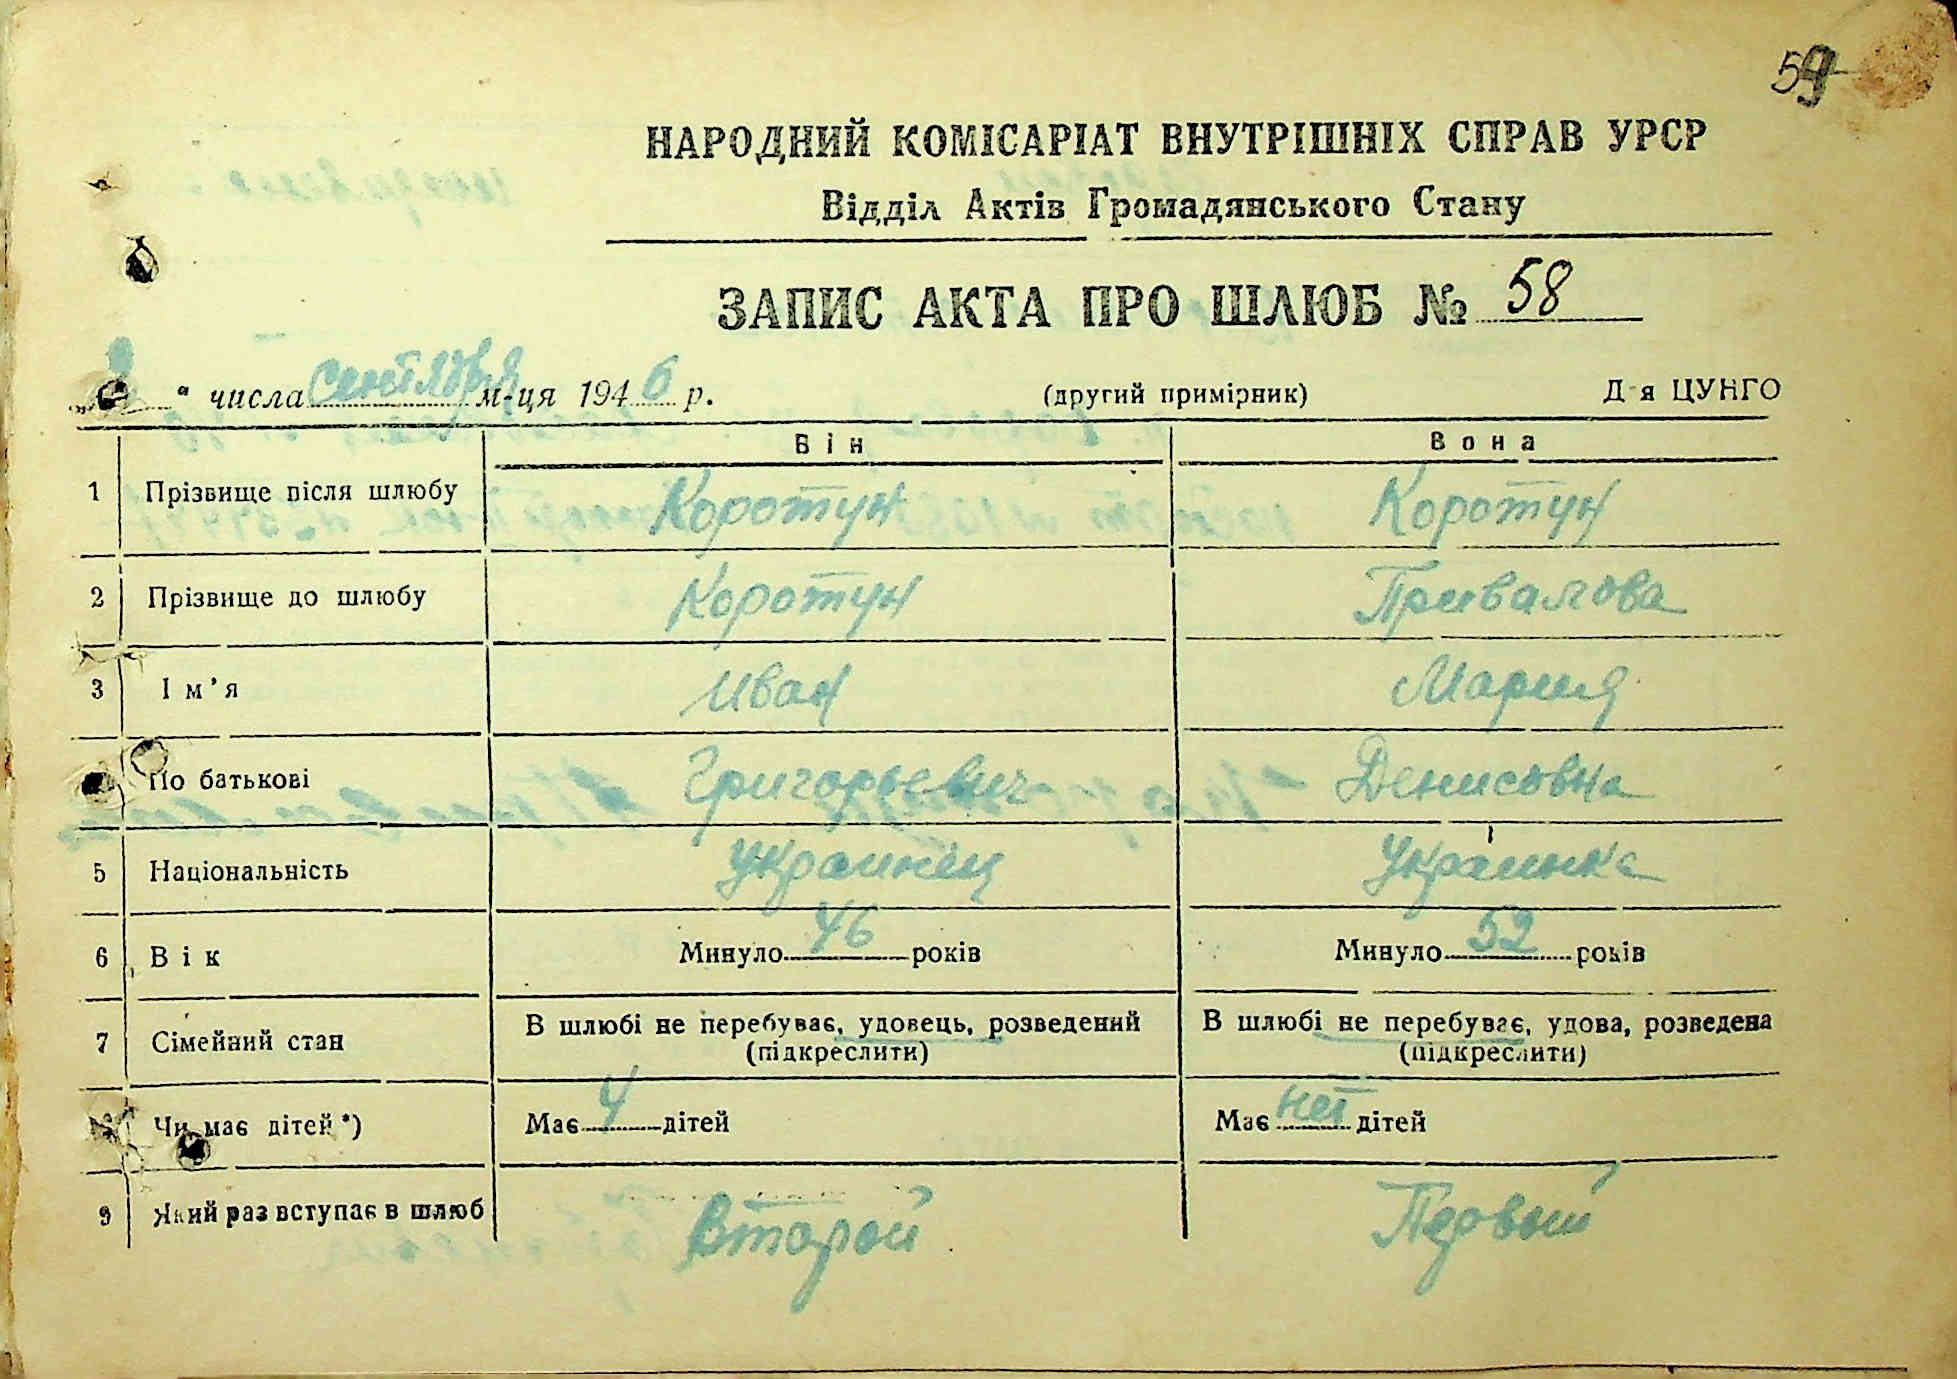 59
НАРОДНИЙ КОМІСАРІАТ ВНУТРІШНІХ СПРАВ УРСР
Відділ Актів Громадянського Стану
ЗАПИС АКТА ПРО ШЛЮБ № 58
" числа сентября м-ця 1946 р. (другий примірник) Д-я ЦУНГО
Він Вона
1 Прізвище після шлюбу Коротун Коротун
2 Прізвище до шлюбу Коротун Привалова
3 Ім'я Иван Мария
По батькові Григорьевич Денисовна
5 Національність Украинец Украинка
6 Вік Минуло 46 років Минуло 52 років
7 Сімейний стан В шлюбі не перебуває, удовець, розведений В шлюбі не перебуває, удова, розведена
(підкреслити) (підкреслити)
Чи має дітей *) Має 4 дітей Має нет дітей
9 Який раз вступає в шлюб Второй Первый